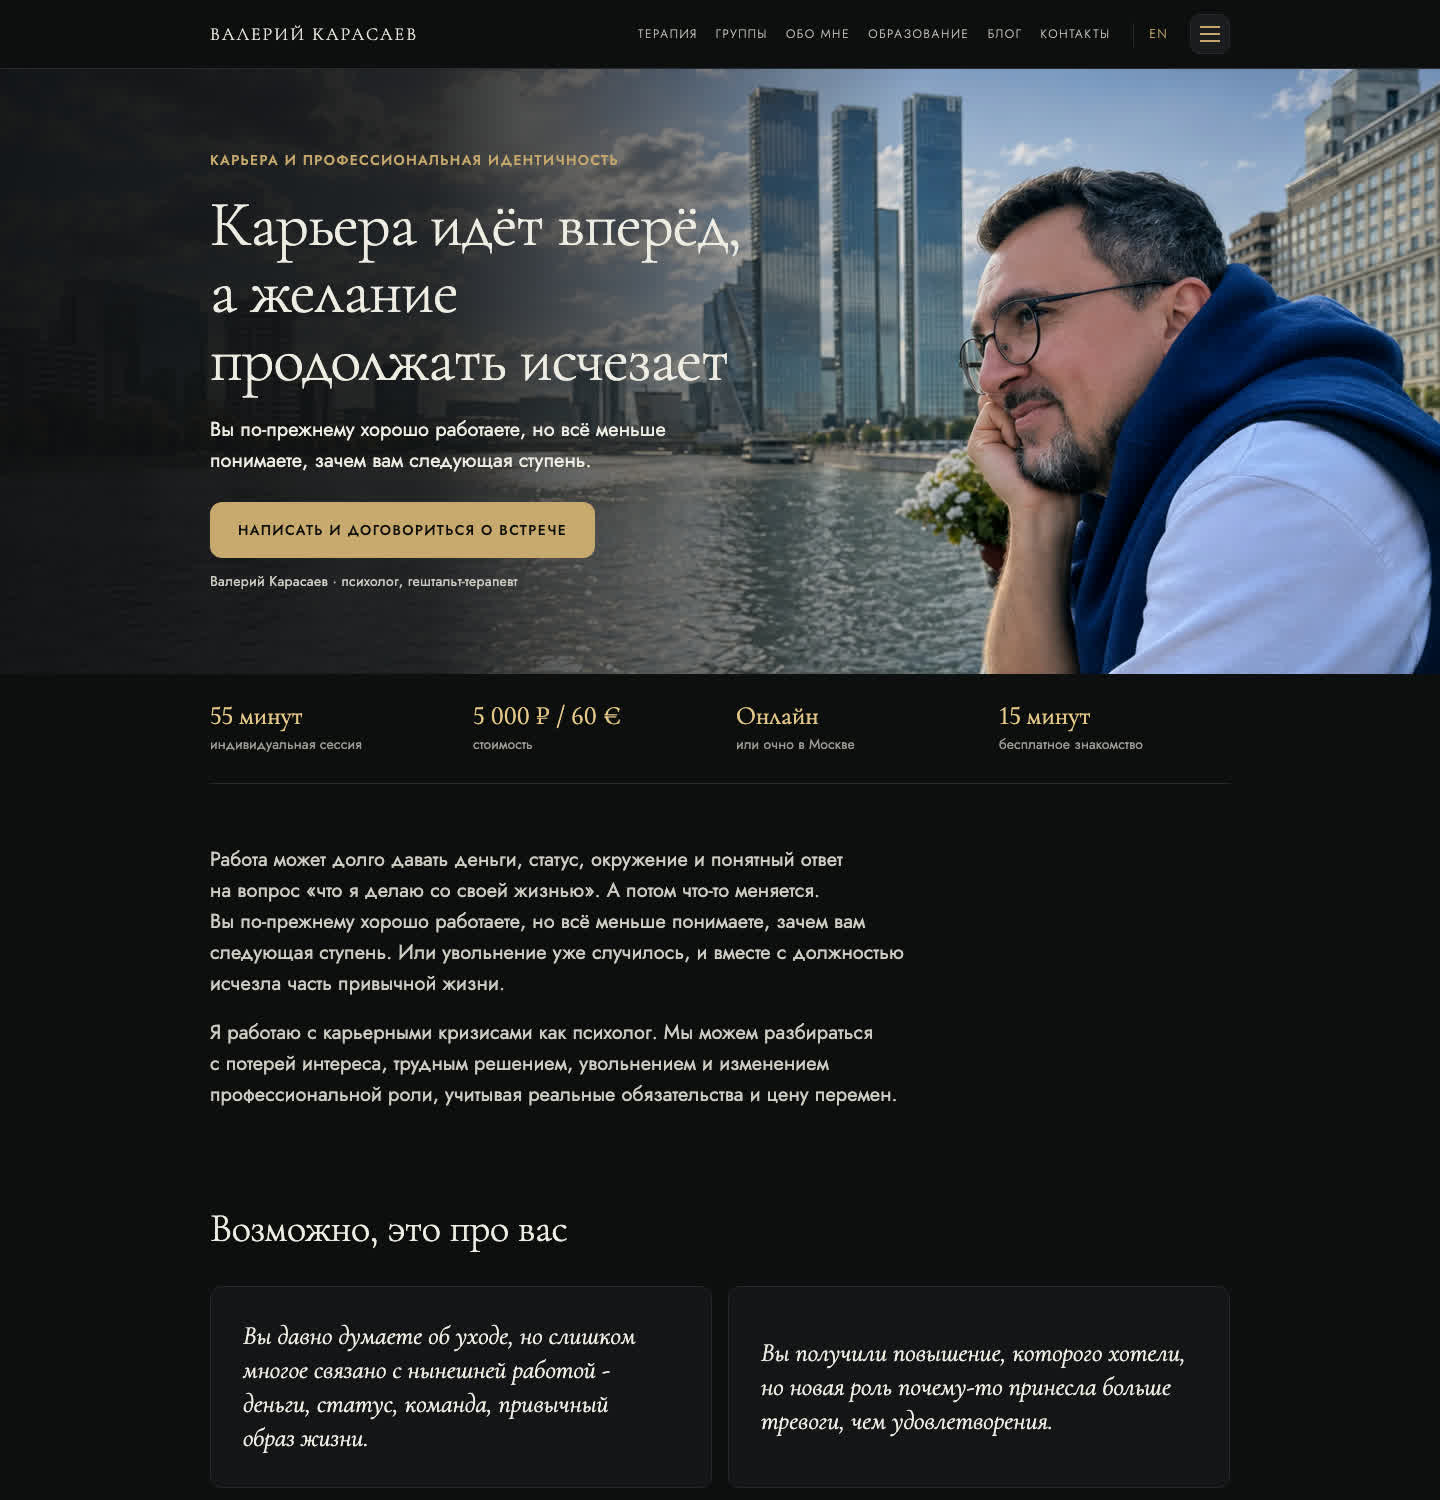 ВАЛЕРИЙ КАРАСАЕВ
ТЕРАПИЯ ГРУППЫ ОБО МНЕ ОБРАЗОВАНИЕ БЛОГ КОНТАКТЫ EN
КАРЬЕРА И ПРОФЕССИОНАЛЬНАЯ ИДЕНТИЧНОСТЬ
Карьера идёт вперёд,
а желание
продолжать исчезает
Вы по-прежнему хорошо работаете, но всё меньше
понимаете, зачем вам следующая ступень.
НАПИСАТЬ И ДОГОВОРИТЬСЯ О ВСТРЕЧЕ
Валерий Карасаев · психолог, гештальт-терапевт
55 минут
индивидуальная сессия
5 000 ₽ / 60 €
стоимость
Онлайн
или очно в Москве
15 минут
бесплатное знакомство
Работа может долго давать деньги, статус, окружение и понятный ответ
на вопрос «что я делаю со своей жизнью». А потом что-то меняется.
Вы по-прежнему хорошо работаете, но всё меньше понимаете, зачем вам
следующая ступень. Или увольнение уже случилось, и вместе с должностью
исчезла часть привычной жизни.
Я работаю с карьерными кризисами как психолог. Мы можем разбираться
с потерей интереса, трудным решением, увольнением и изменением
профессиональной роли, учитывая реальные обязательства и цену перемен.
Возможно, это про вас
Вы давно думаете об уходе, но слишком
многое связано с нынешней работой -
деньги, статус, команда, привычный
образ жизни.
Вы получили повышение, которого хотели,
но новая роль почему-то принесла больше
тревоги, чем удовлетворения.